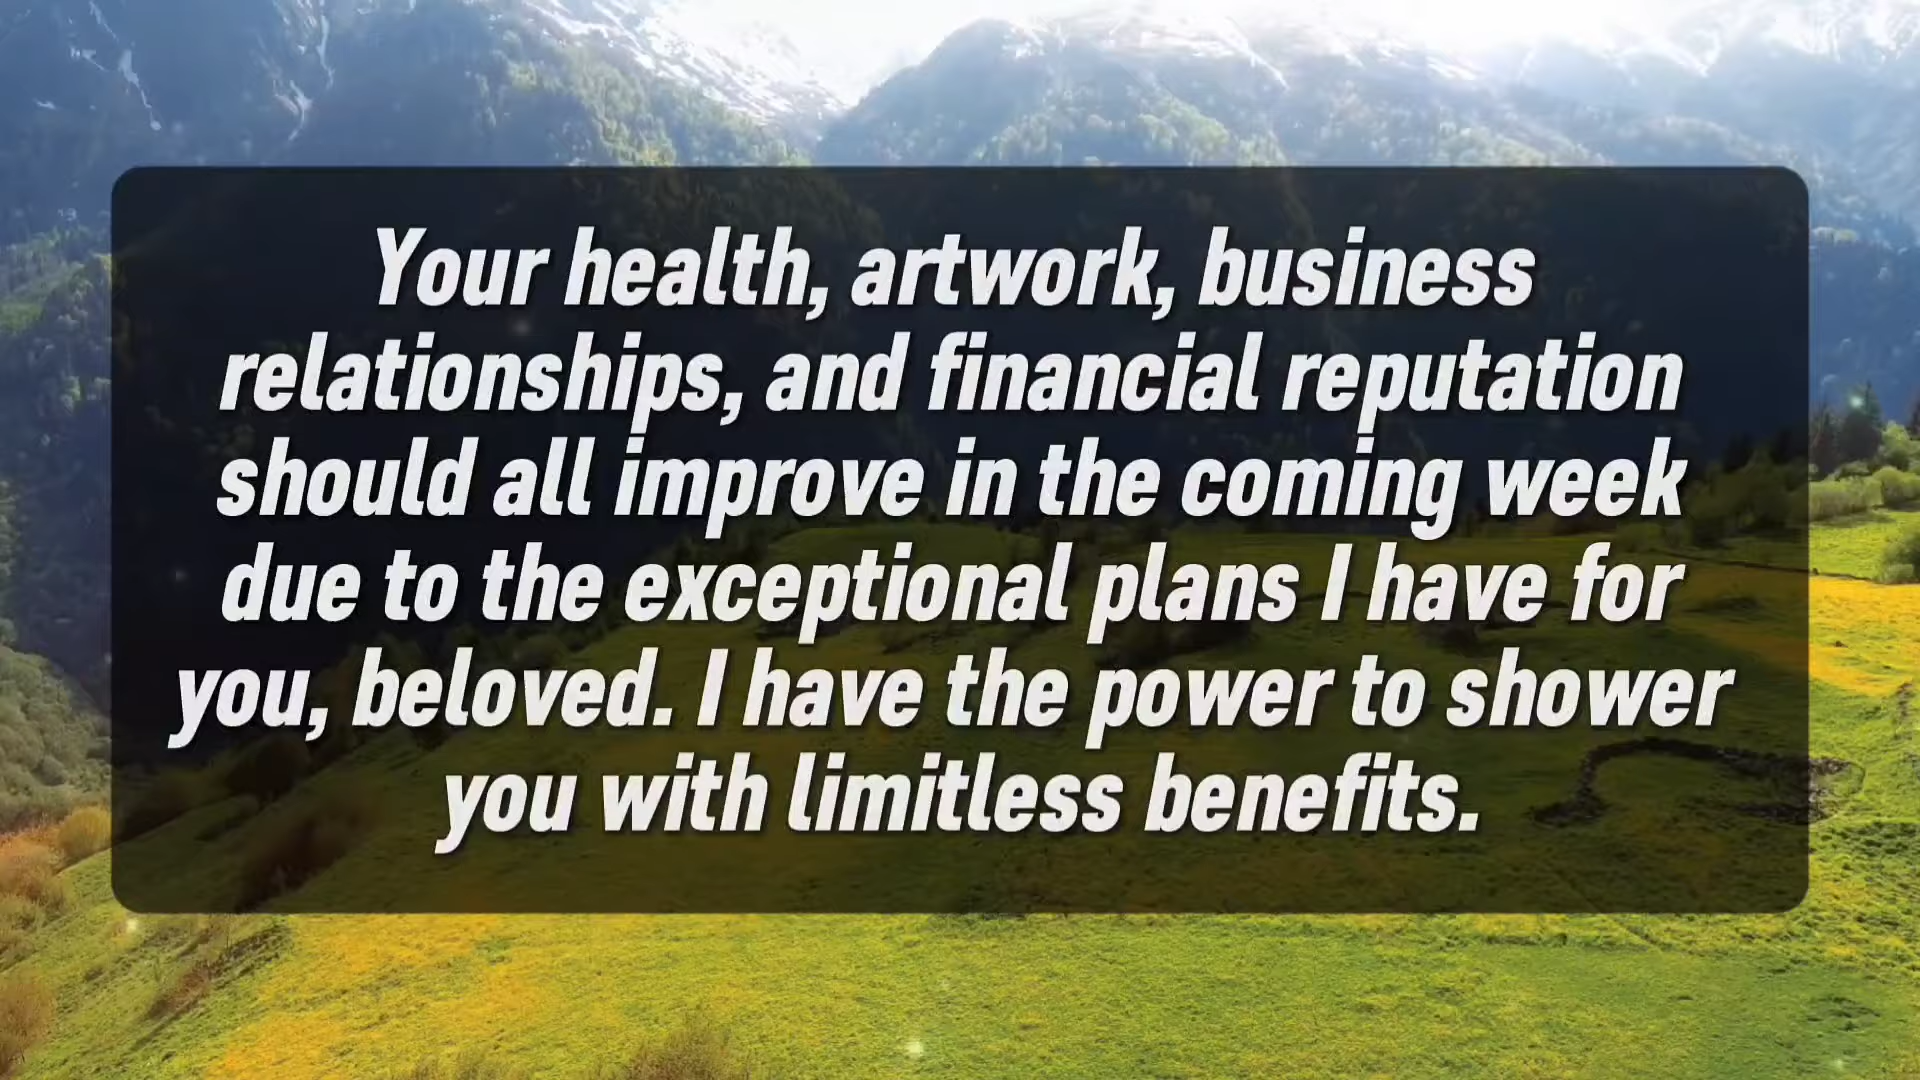 Your health, artwork, business
relationships, and financial reputation
should all improve in the coming week
due to the exceptional plans I have for
you, beloved. I have the power to shower
you with limitless benefits.